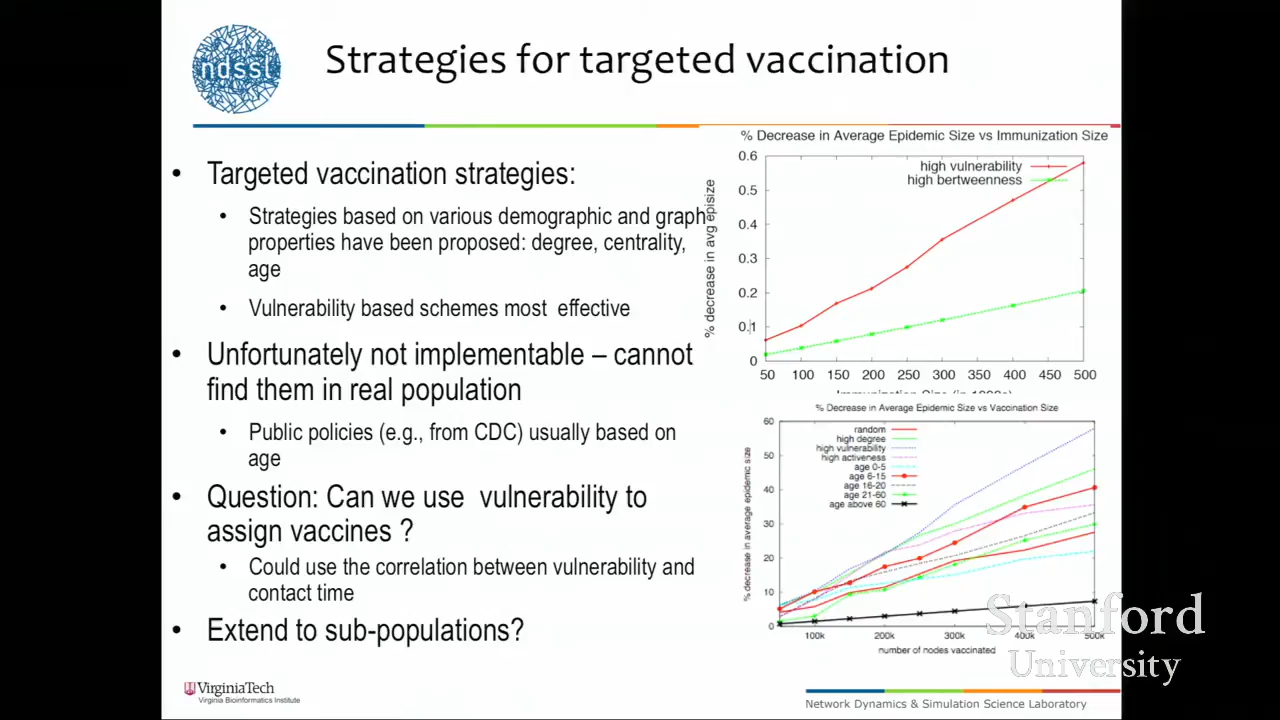 ndssl
Strategies for targeted vaccination
• Targeted vaccination strategies:
• Strategies based on various demographic and graph
properties have been proposed: degree, centrality,
age
• Vulnerability based schemes most effective
• Unfortunately not implementable – cannot
find them in real population
• Public policies (e.g., from CDC) usually based on
age
• Question: Can we use vulnerability to
assign vaccines ?
• Could use the correlation between vulnerability and
contact time
• Extend to sub-populations?
% Decrease in Average Epidemic Size vs Immunization Size
high vulnerability
high bertweenness
% decrease in avg episize
0.6
0.5
0.4
0.3
0.2
0.1
0
50 100 150 200 250 300 350 400 450 500
Immunization Size (in 1000s)
% Decrease in Average Epidemic Size vs Vaccination Size
random
high degree
high vulnerability
high activeness
age 0-5
age 6-15
age 16-20
age 21-60
age above 60
% decrease in average epidemic size
60
50
40
30
20
10
0
100k 200k 300k 400k 500k
number of nodes vaccinated
Stanford
University
VirginiaTech
Virginia Bioinformatics Institute
Network Dynamics & Simulation Science Laboratory